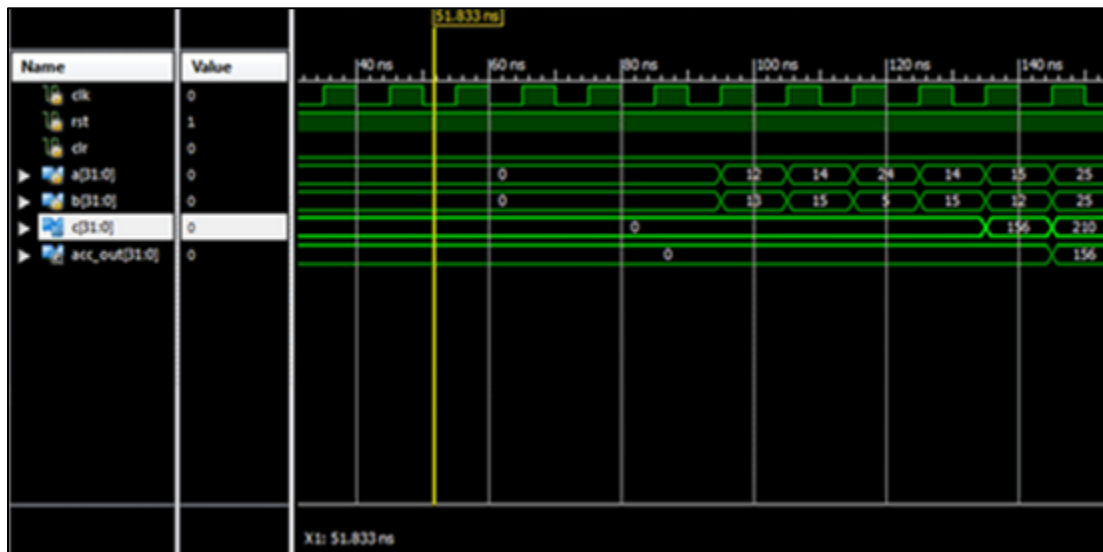 51.833 ns
Name Value
40 ns 60 ns 80 ns 100 ns 120 ns 140 ns
clk 0
rst 1
clr 0
a[31:0] 0 0 12 14 24 14 15 25
b[31:0] 0 0 13 15 5 15 12 25
c[31:0] 0 0 156 210
acc_out[31:0] 0 0 156
X1: 51.833 ns